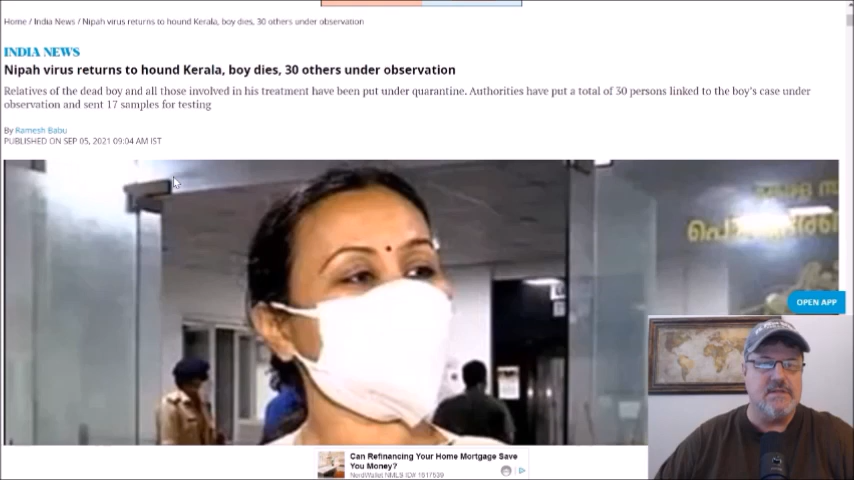 Home / India News / Nipah virus returns to hound Kerala, boy dies, 30 others under observation
INDIA NEWS
Nipah virus returns to hound Kerala, boy dies, 30 others under observation
Relatives of the dead boy and all those involved in his treatment have been put under quarantine. Authorities have put a total of 30 persons linked to the boy's case under
observation and sent 17 samples for testing
By Ramesh Babu
PUBLISHED ON SEP 05, 2021 09:04 AM IST
OPEN APP
Can Refinancing Your Home Mortgage Save
You Money?
NerdWallet NMLS ID# 1617539